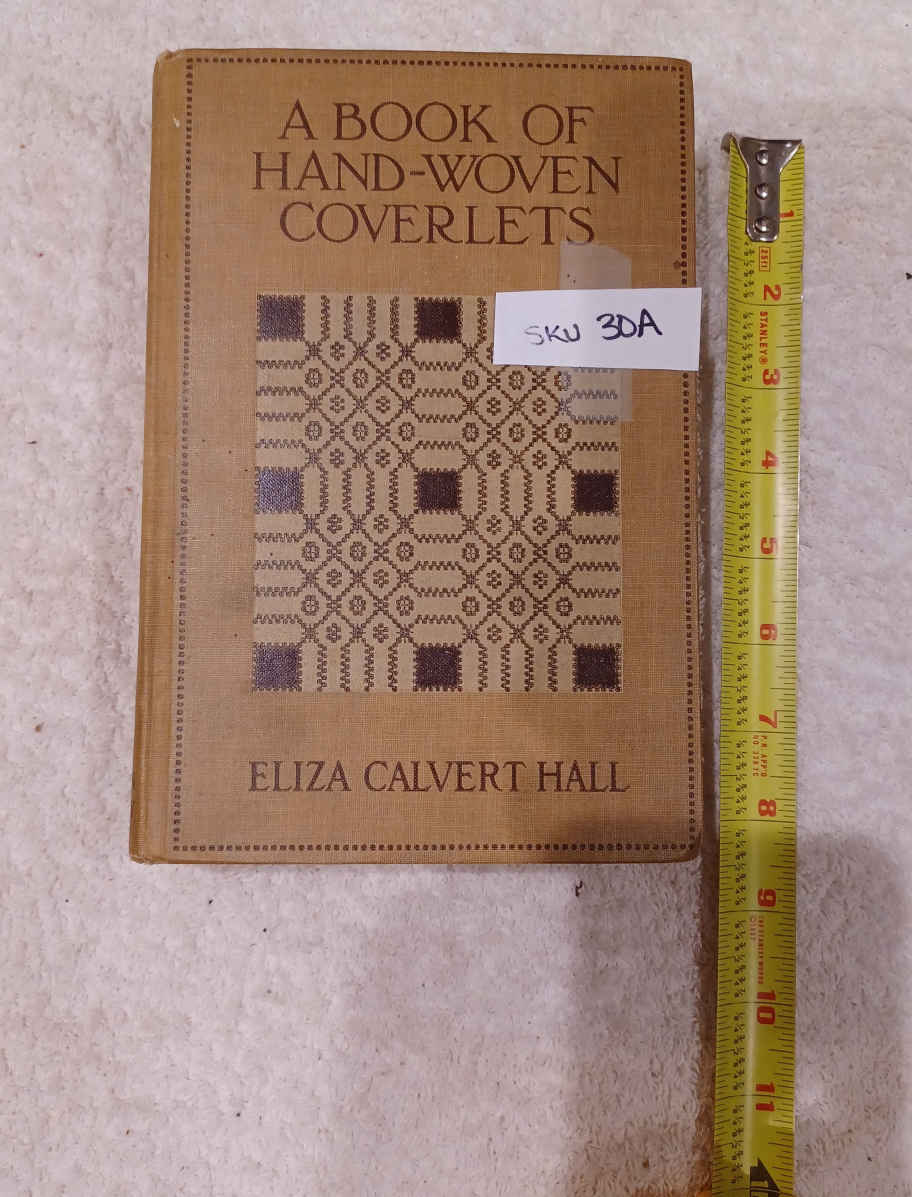 A BOOK OF
HAND-WOVEN
COVERLETS
SKU 30A
ELIZA CALVERT HALL
1
25ft
2
STANLEY®
3
4
5
6
7
8
9
10
11